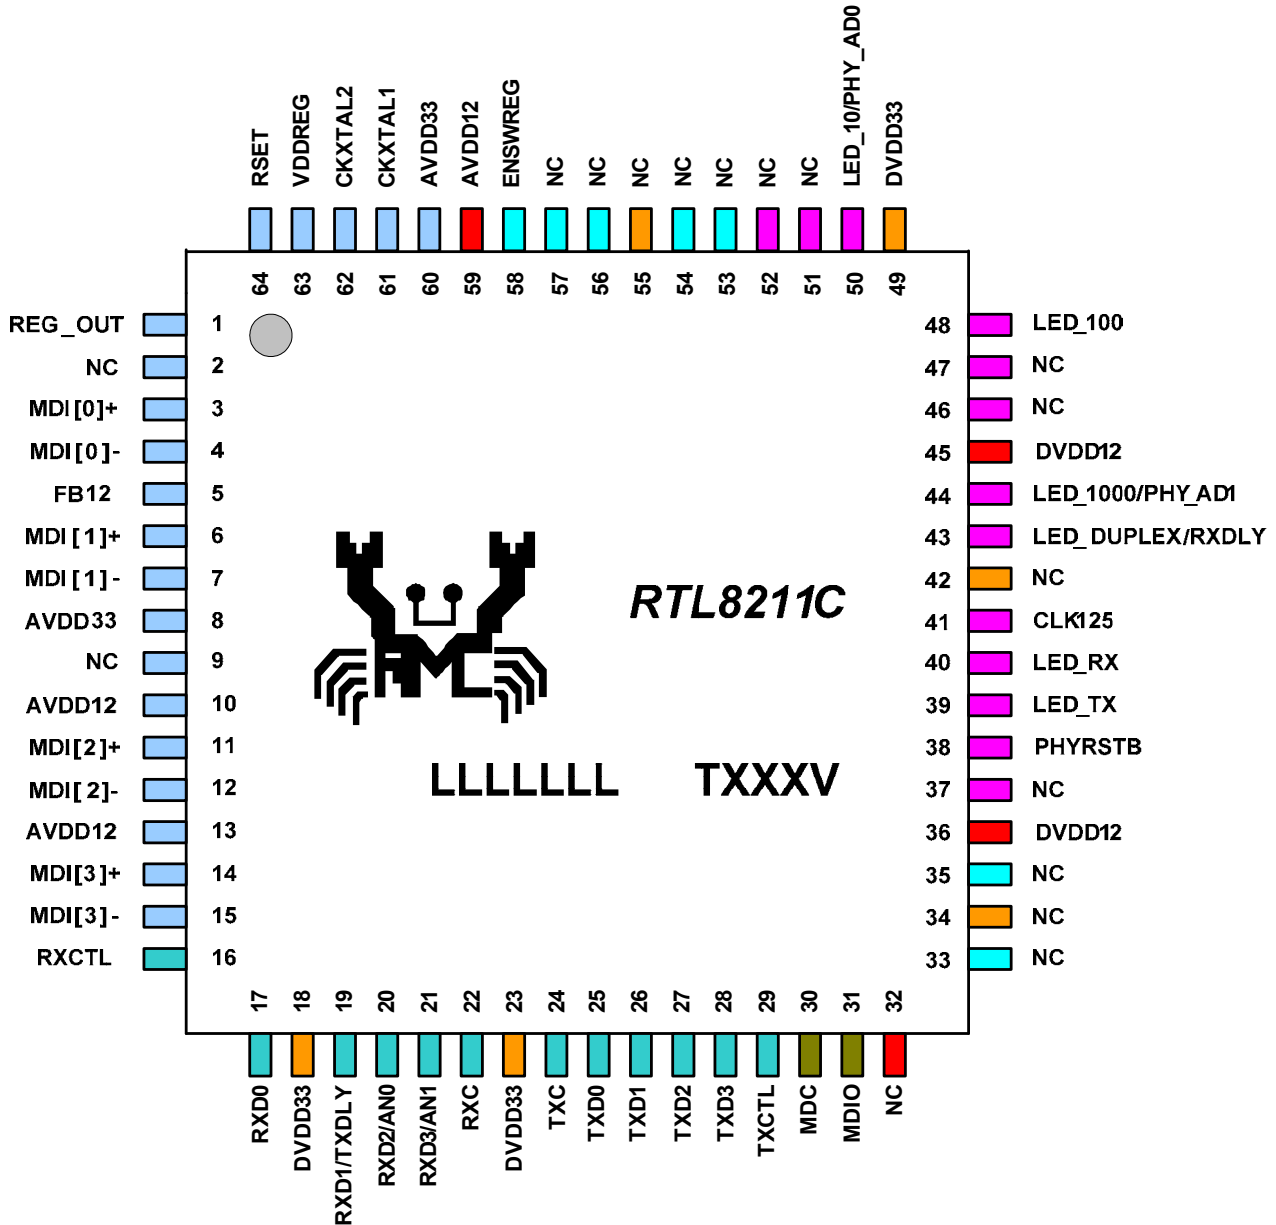 RSET
VDDREG
CKXTAL2
CKXTAL1
AVDD33
AVDD12
ENSWREG
NC
NC
NC
NC
NC
NC
NC
LED_10/PHY_AD0
DVDD33
64 63 62 61 60 59 58 57 56 55 54 53 52 51 50 49
REG_OUT 1
NC 2
MDI[0]+ 3
MDI[0]- 4
FB12 5
MDI[1]+ 6
MDI[1]- 7
AVDD33 8
NC 9
AVDD12 10
MDI[2]+ 11
MDI[2]- 12
AVDD12 13
MDI[3]+ 14
MDI[3]- 15
RXCTL 16
RTL8211C
LLLLLLL TXXXV
48 LED_100
47 NC
46 NC
45 DVDD12
44 LED_1000/PHY_AD1
43 LED_DUPLEX/RXDLY
42 NC
41 CLK125
40 LED_RX
39 LED_TX
38 PHYRSTB
37 NC
36 DVDD12
35 NC
34 NC
33 NC
17 18 19 20 21 22 23 24 25 26 27 28 29 30 31 32
RXD0
DVDD33
RXD1/TXDLY
RXD2/AN0
RXD3/AN1
RXC
DVDD33
TXC
TXD0
TXD1
TXD2
TXD3
TXCTL
MDC
MDIO
NC